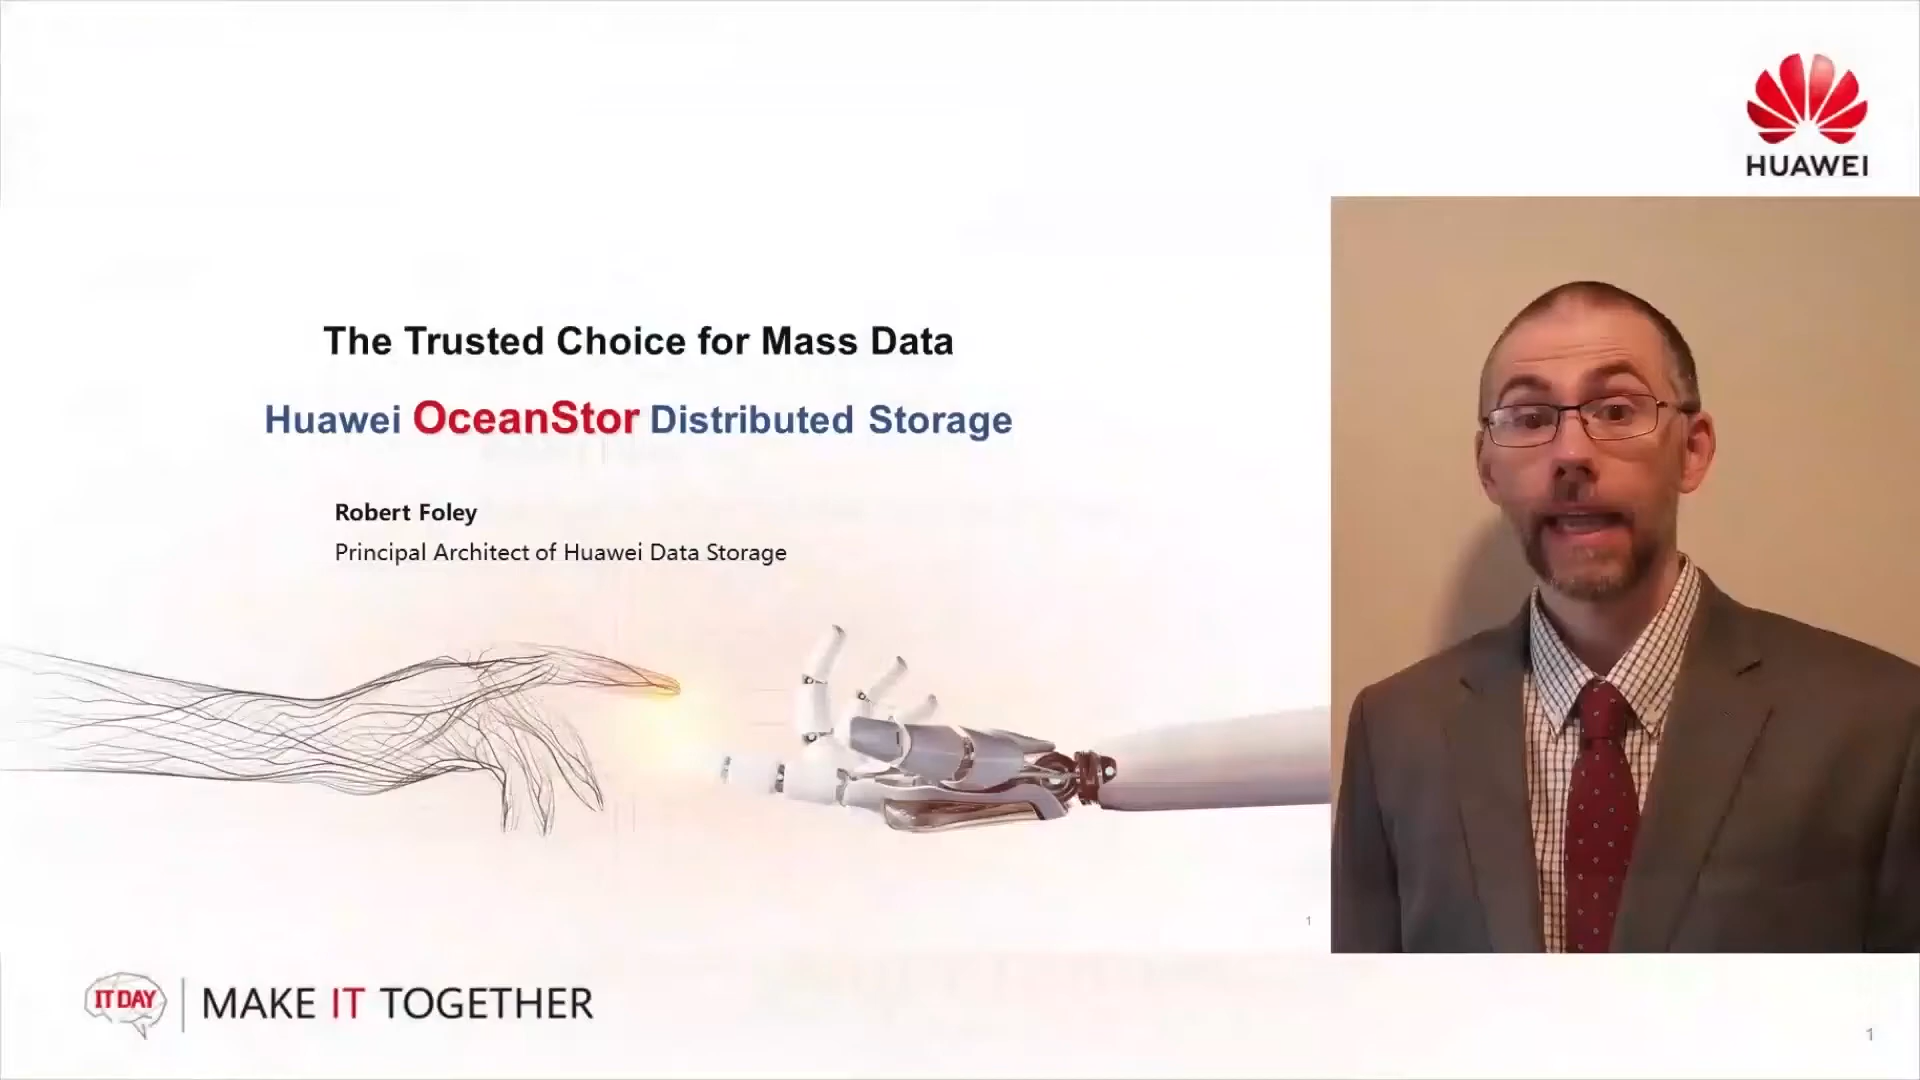 HUAWEI
The Trusted Choice for Mass Data
Huawei OceanStor Distributed Storage
Robert Foley
Principal Architect of Huawei Data Storage
1
IT DAY
MAKE IT TOGETHER
1